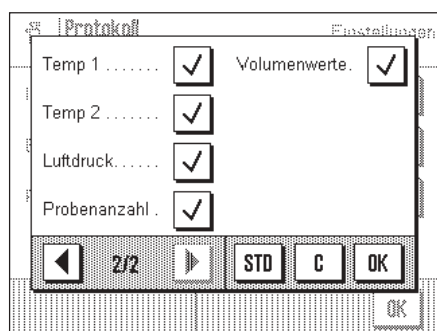 Protokoll
Einstellungen
Temp 1 ....... Volumenwerte.
Temp 2 .......
Luftdruck......
Probenanzahl .
2/2 STD C OK
OK